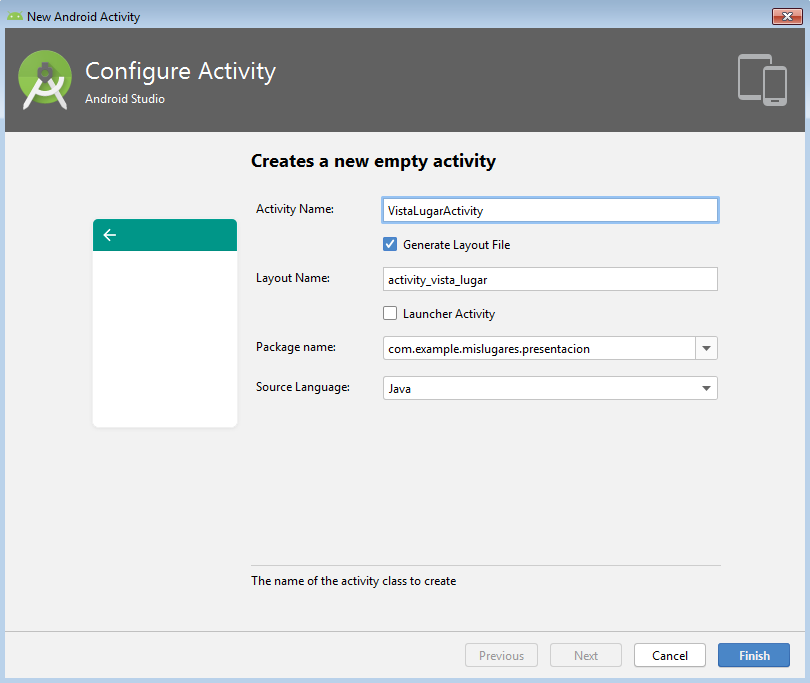 New Android Activity
Configure Activity
Android Studio
Creates a new empty activity
Activity Name:
VistaLugarActivity
Generate Layout File
Layout Name:
activity_vista_lugar
Launcher Activity
Package name:
com.example.mislugares.presentacion
Source Language:
Java
The name of the activity class to create
Previous
Next
Cancel
Finish